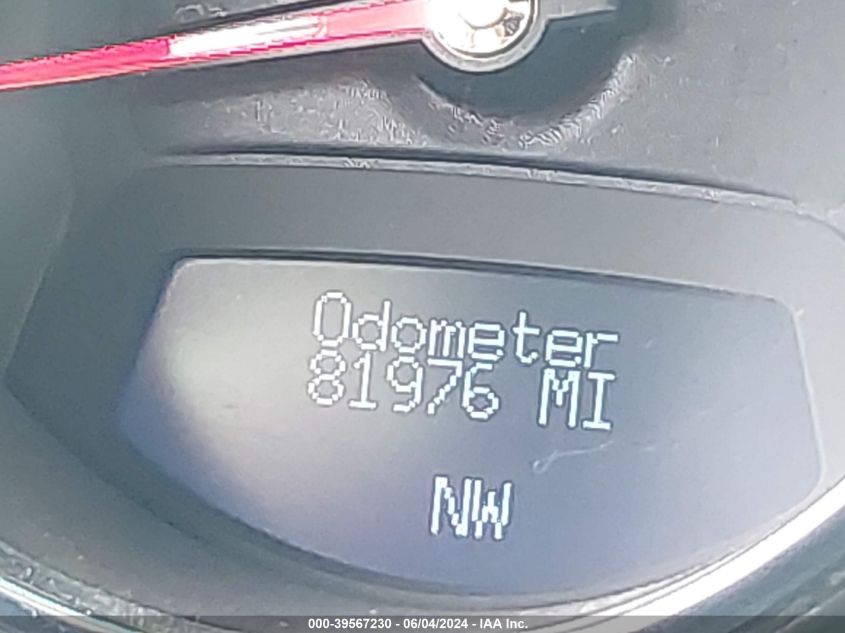 Odometer
81976 MI
NW
000-39567230 - 06/04/2024 - IAA Inc.